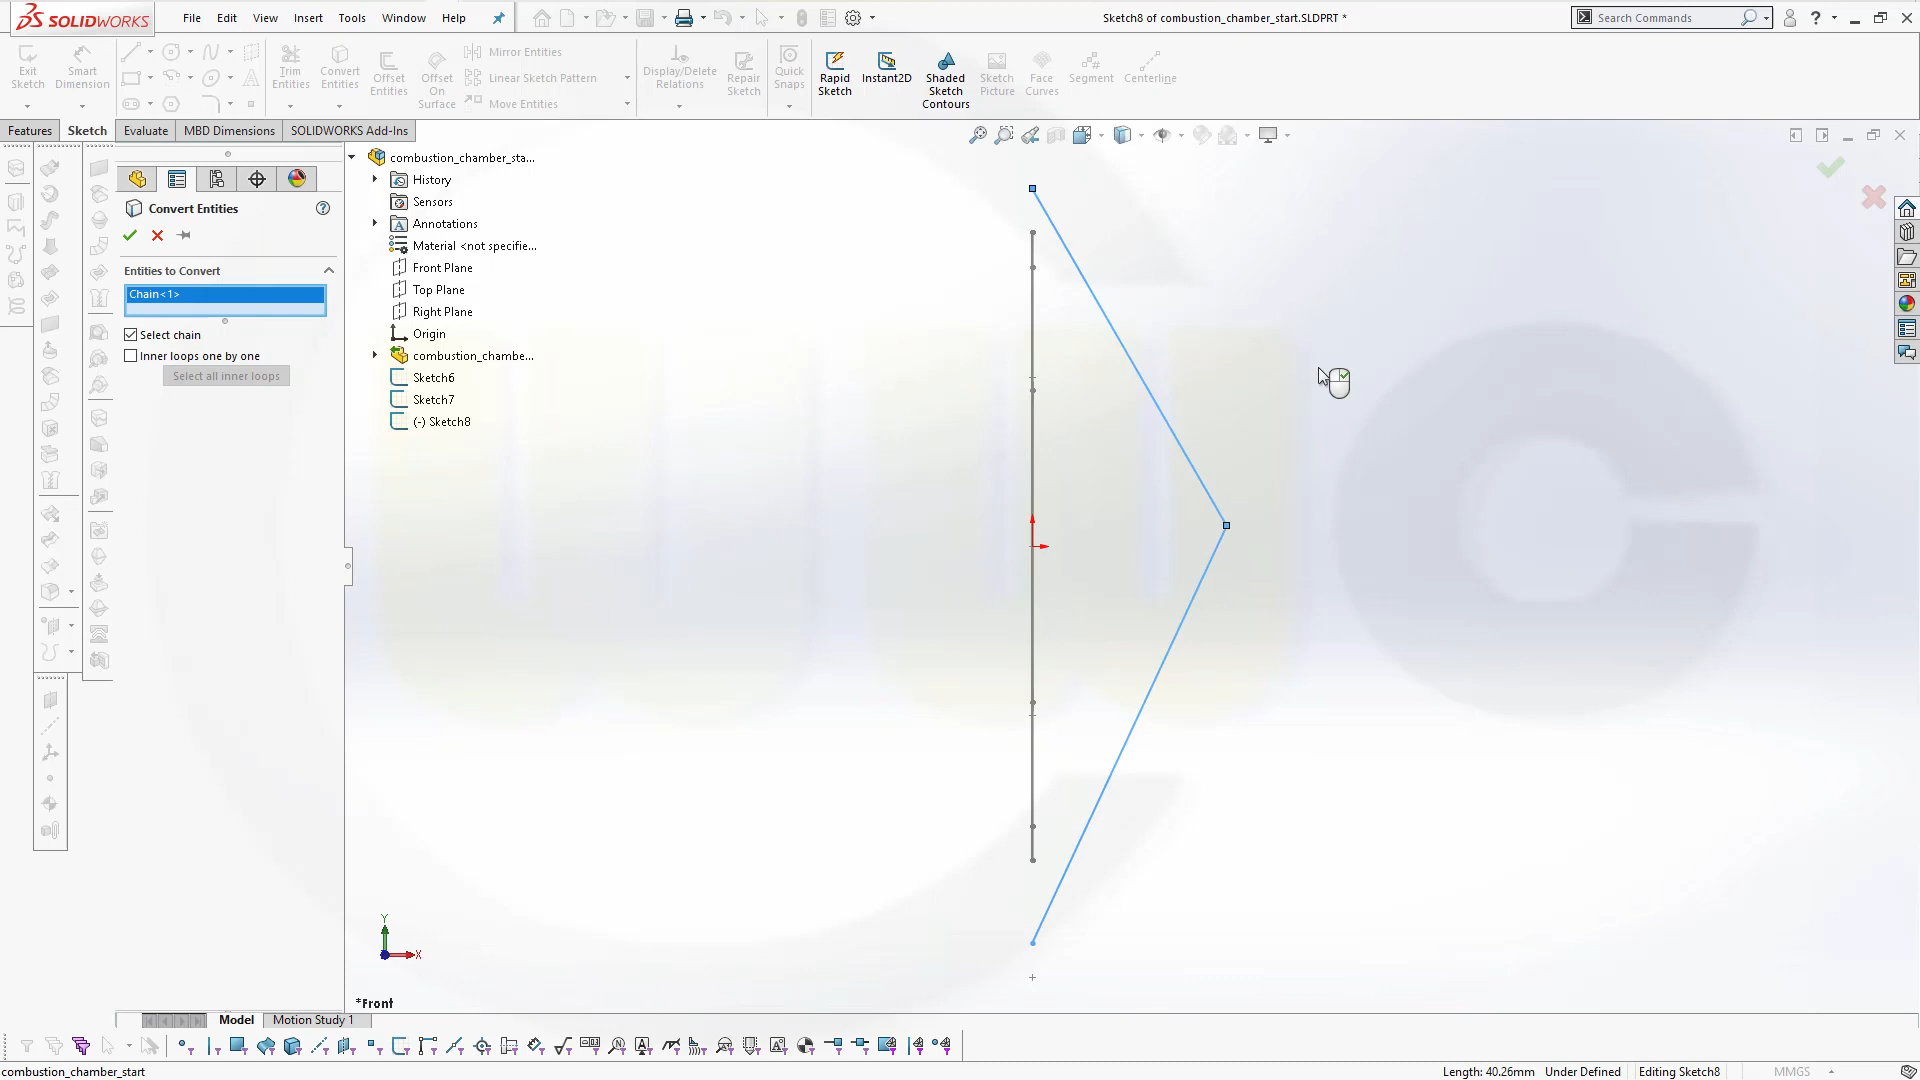 SOLIDWORKS
File Edit View Insert Tools Window Help
Sketch8 of combustion_chamber_start.SLDPRT *
Search Commands
Exit Sketch
Smart Dimension
Trim Entities
Convert Entities
Offset Entities
Offset On Surface
Mirror Entities
Linear Sketch Pattern
Move Entities
Display/Delete Relations
Repair Sketch
Quick Snaps
Rapid Sketch
Instant2D
Shaded Sketch Contours
Sketch Picture
Face Curves
Segment
Centerline
Features Sketch Evaluate MBD Dimensions SOLIDWORKS Add-Ins
Convert Entities
Entities to Convert
Chain<1>
Select chain
Inner loops one by one
Select all inner loops
combustion_chamber_sta...
History
Sensors
Annotations
Material <not specifie...
Front Plane
Top Plane
Right Plane
Origin
combustion_chambe...
Sketch6
Sketch7
(-) Sketch8
Y
X
*Front
Model Motion Study 1
combustion_chamber_start
Length: 40.26mm Under Defined Editing Sketch8 MMGS